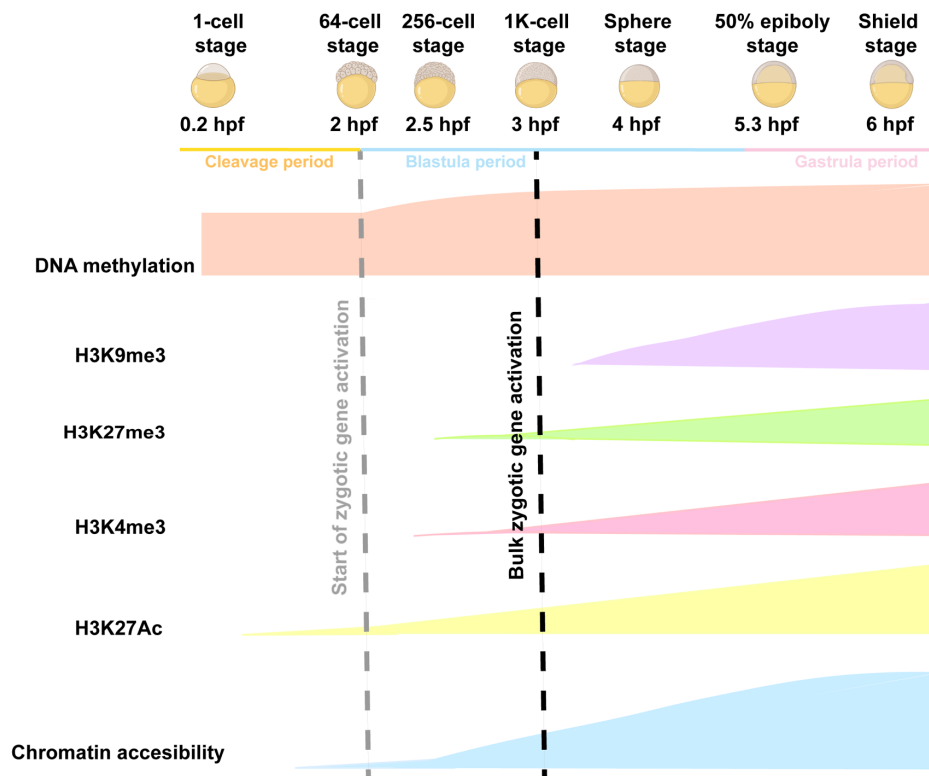 1-cell stage
64-cell stage
256-cell stage
1K-cell stage
Sphere stage
50% epiboly stage
Shield stage
0.2 hpf
2 hpf
2.5 hpf
3 hpf
4 hpf
5.3 hpf
6 hpf
Cleavage period
Blastula period
Gastrula period
DNA methylation
H3K9me3
H3K27me3
H3K4me3
H3K27Ac
Chromatin accesibility
Start of zygotic gene activation
Bulk zygotic gene activation